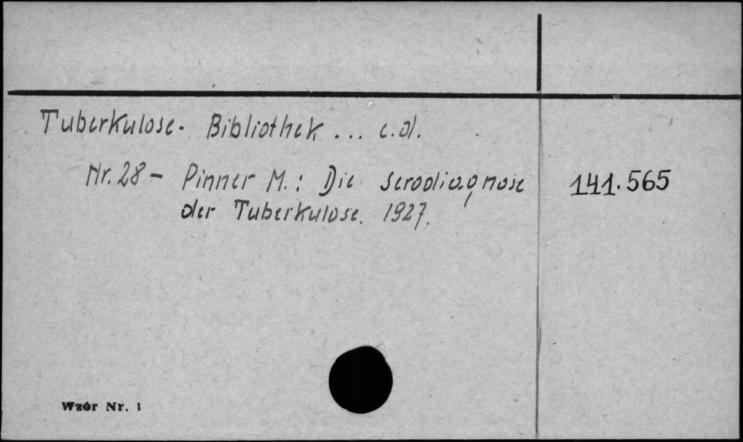 Tuberkulose-Bibliothek ... c.d.
Nr. 28 - Pinner M.: Die Serodiagnose 141.565
der Tuberkulose. 1927.
Wzór Nr. 1